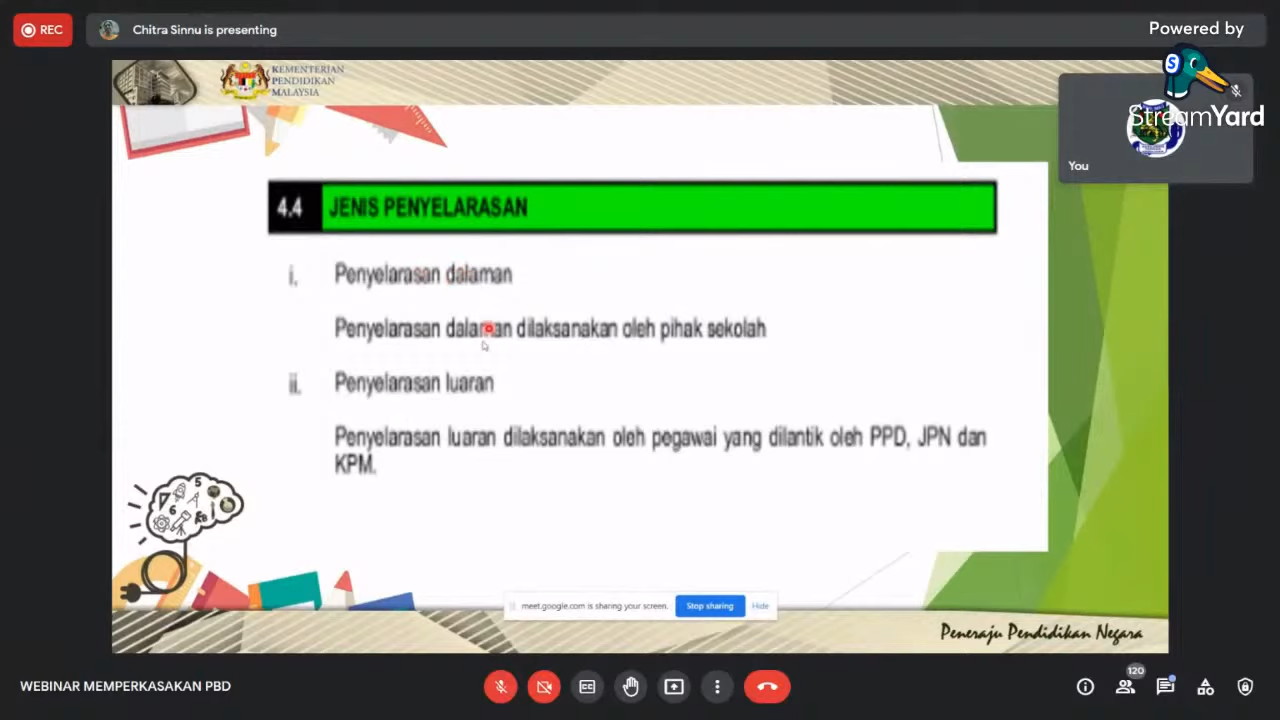 REC
Chitra Sinnu is presenting
Powered by
StreamYard
You
KEMENTERIAN
PENDIDIKAN
MALAYSIA
4.4 JENIS PENYELARASAN
i. Penyelarasan dalaman
Penyelarasan dalaman dilaksanakan oleh pihak sekolah
ii. Penyelarasan luaran
Penyelarasan luaran dilaksanakan oleh pegawai yang dilantik oleh PPD, JPN dan
KPM.
meet.google.com is sharing your screen.
Stop sharing
Hide
Peneraju Pendidikan Negara
WEBINAR MEMPERKASAKAN PBD
120